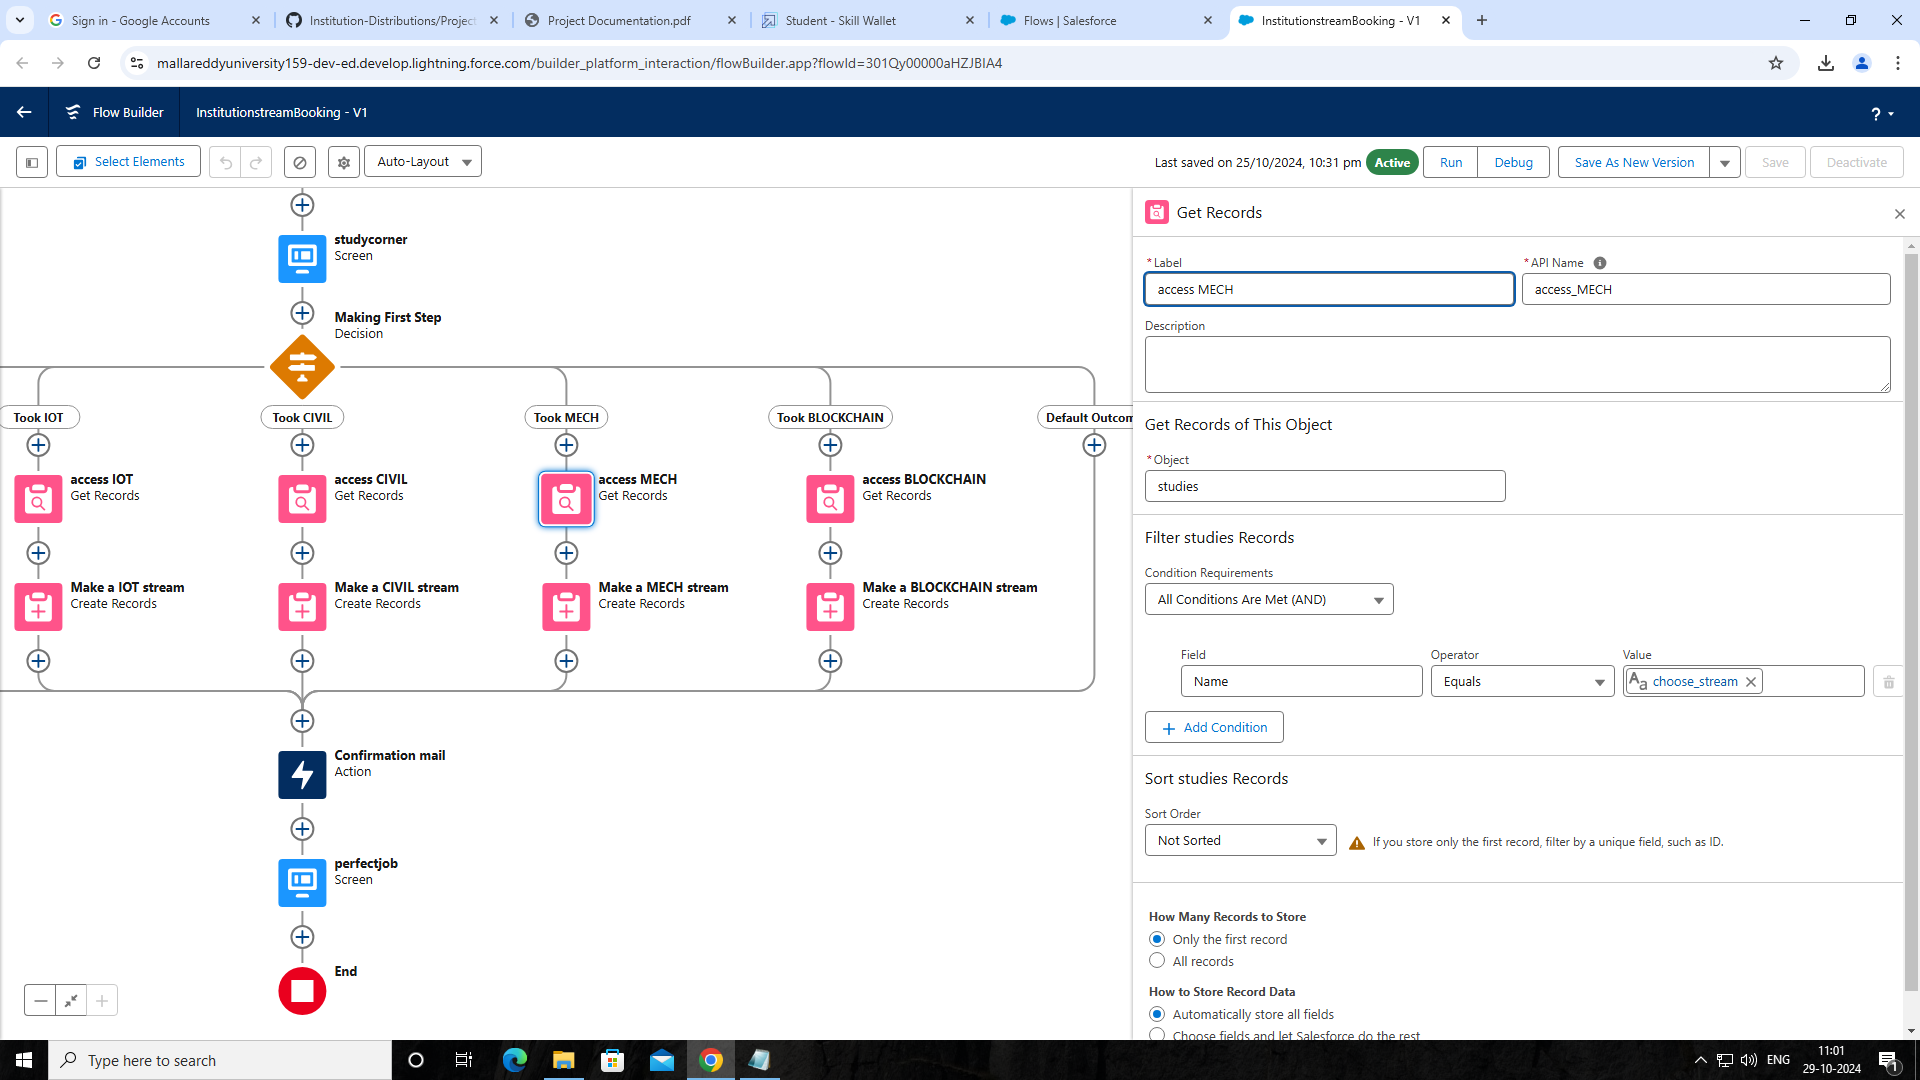 Sign in - Google Accounts
Institution-Distributions/Project
Project Documentation.pdf
Student - Skill Wallet
Flows | Salesforce
InstitutionstreamBooking - V1
mallareddyuniversity159-dev-ed.develop.lightning.force.com/builder_platform_interaction/flowBuilder.app?flowId=301Qy00000aHZJBIA4
Flow Builder
InstitutionstreamBooking - V1
?
Select Elements
Auto-Layout
Last saved on 25/10/2024, 10:31 pm
Active
Run
Debug
Save As New Version
Save
Deactivate
studycorner
Screen
Making First Step
Decision
Took IOT
Took CIVIL
Took MECH
Took BLOCKCHAIN
Default Outcom
access IOT
Get Records
access CIVIL
Get Records
access MECH
Get Records
access BLOCKCHAIN
Get Records
Make a IOT stream
Create Records
Make a CIVIL stream
Create Records
Make a MECH stream
Create Records
Make a BLOCKCHAIN stream
Create Records
Confirmation mail
Action
perfectjob
Screen
End
Get Records
*Label
access MECH
*API Name
access_MECH
Description
Get Records of This Object
*Object
studies
Filter studies Records
Condition Requirements
All Conditions Are Met (AND)
Field
Operator
Value
Name
Equals
Aa choose_stream
Add Condition
Sort studies Records
Sort Order
Not Sorted
If you store only the first record, filter by a unique field, such as ID.
How Many Records to Store
Only the first record
All records
How to Store Record Data
Automatically store all fields
Choose fields and let Salesforce do the rest
Type here to search
ENG
11:01
29-10-2024
1